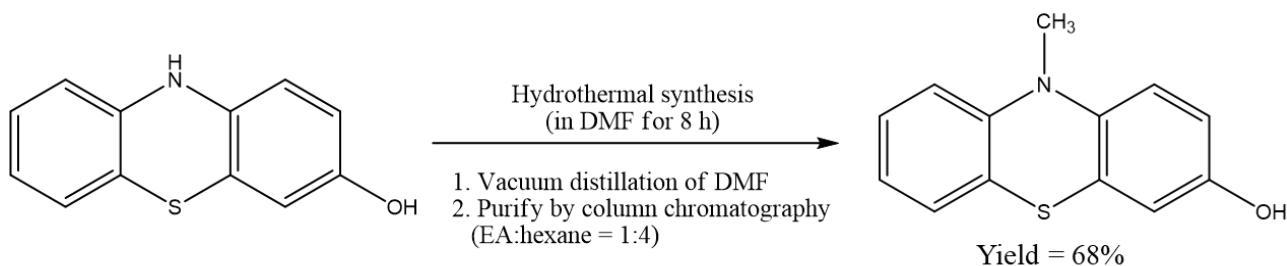 H
N
S
OH
Hydrothermal synthesis
(in DMF for 8 h)
1. Vacuum distillation of DMF
2. Purify by column chromatography
(EA:hexane = 1:4)
CH3
N
S
OH
Yield = 68%